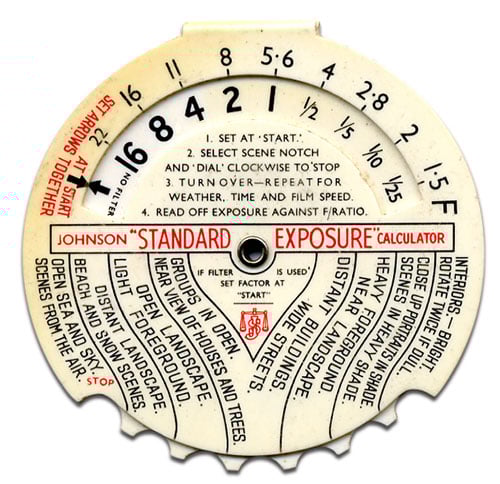 22 16 11 8 5·6 4 2·8 2 1·5 F
SET ARROWS TOGETHER
AT START
NO FILTER
16 8 4 2 1 1/2 1/5 1/10 1/25
1. SET AT 'START.'
2. SELECT SCENE NOTCH
AND 'DIAL' CLOCKWISE TO 'STOP
3. TURN OVER—REPEAT FOR
WEATHER, TIME AND FILM SPEED.
4. READ OFF EXPOSURE AGAINST F/RATIO.
JOHNSON "STANDARD EXPOSURE" CALCULATOR
IF FILTER IS USED
SET FACTOR AT
"START"
SCENES FROM THE AIR.
OPEN SEA AND SKY.
BEACH AND SNOW SCENES.
DISTANT LANDSCAPE.
LIGHT FOREGROUND.
OPEN LANDSCAPE.
NEAR VIEW OF HOUSES AND TREES.
GROUPS IN OPEN.
WIDE STREETS
DISTANT BUILDINGS.
NEAR LANDSCAPE.
HEAVY FOREGROUND.
SCENES IN HEAVY SHADE.
CLOSE UP PORTRAITS IN SHADE.
ROTATE TWICE IF DULL.
INTERIORS—BRIGHT.
STOP